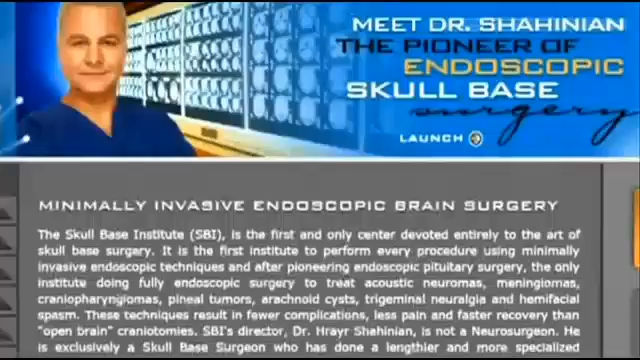 MEET DR. SHAHINIAN
THE PIONEER OF
ENDOSCOPIC
SKULL BASE
surgery
LAUNCH
MINIMALLY INVASIVE ENDOSCOPIC BRAIN SURGERY
The Skull Base Institute (SBI), is the first and only center devoted entirely to the art of
skull base surgery. It is the first institute to perform every procedure using minimally
invasive endoscopic techniques and after pioneering endoscopic pituitary surgery, the only
institute doing fully endoscopic surgery to treat acoustic neuromas, meningiomas,
craniopharyngiomas, pineal tumors, arachnoid cysts, trigeminal neuralgia and hemifacial
spasm. These techniques result in fewer complications, less pain and faster recovery than
"open brain" craniotomies. SBI's director, Dr. Hrayr Shahinian, is not a Neurosurgeon. He
is exclusively a Skull Base Surgeon who has done a lengthier and more specialized